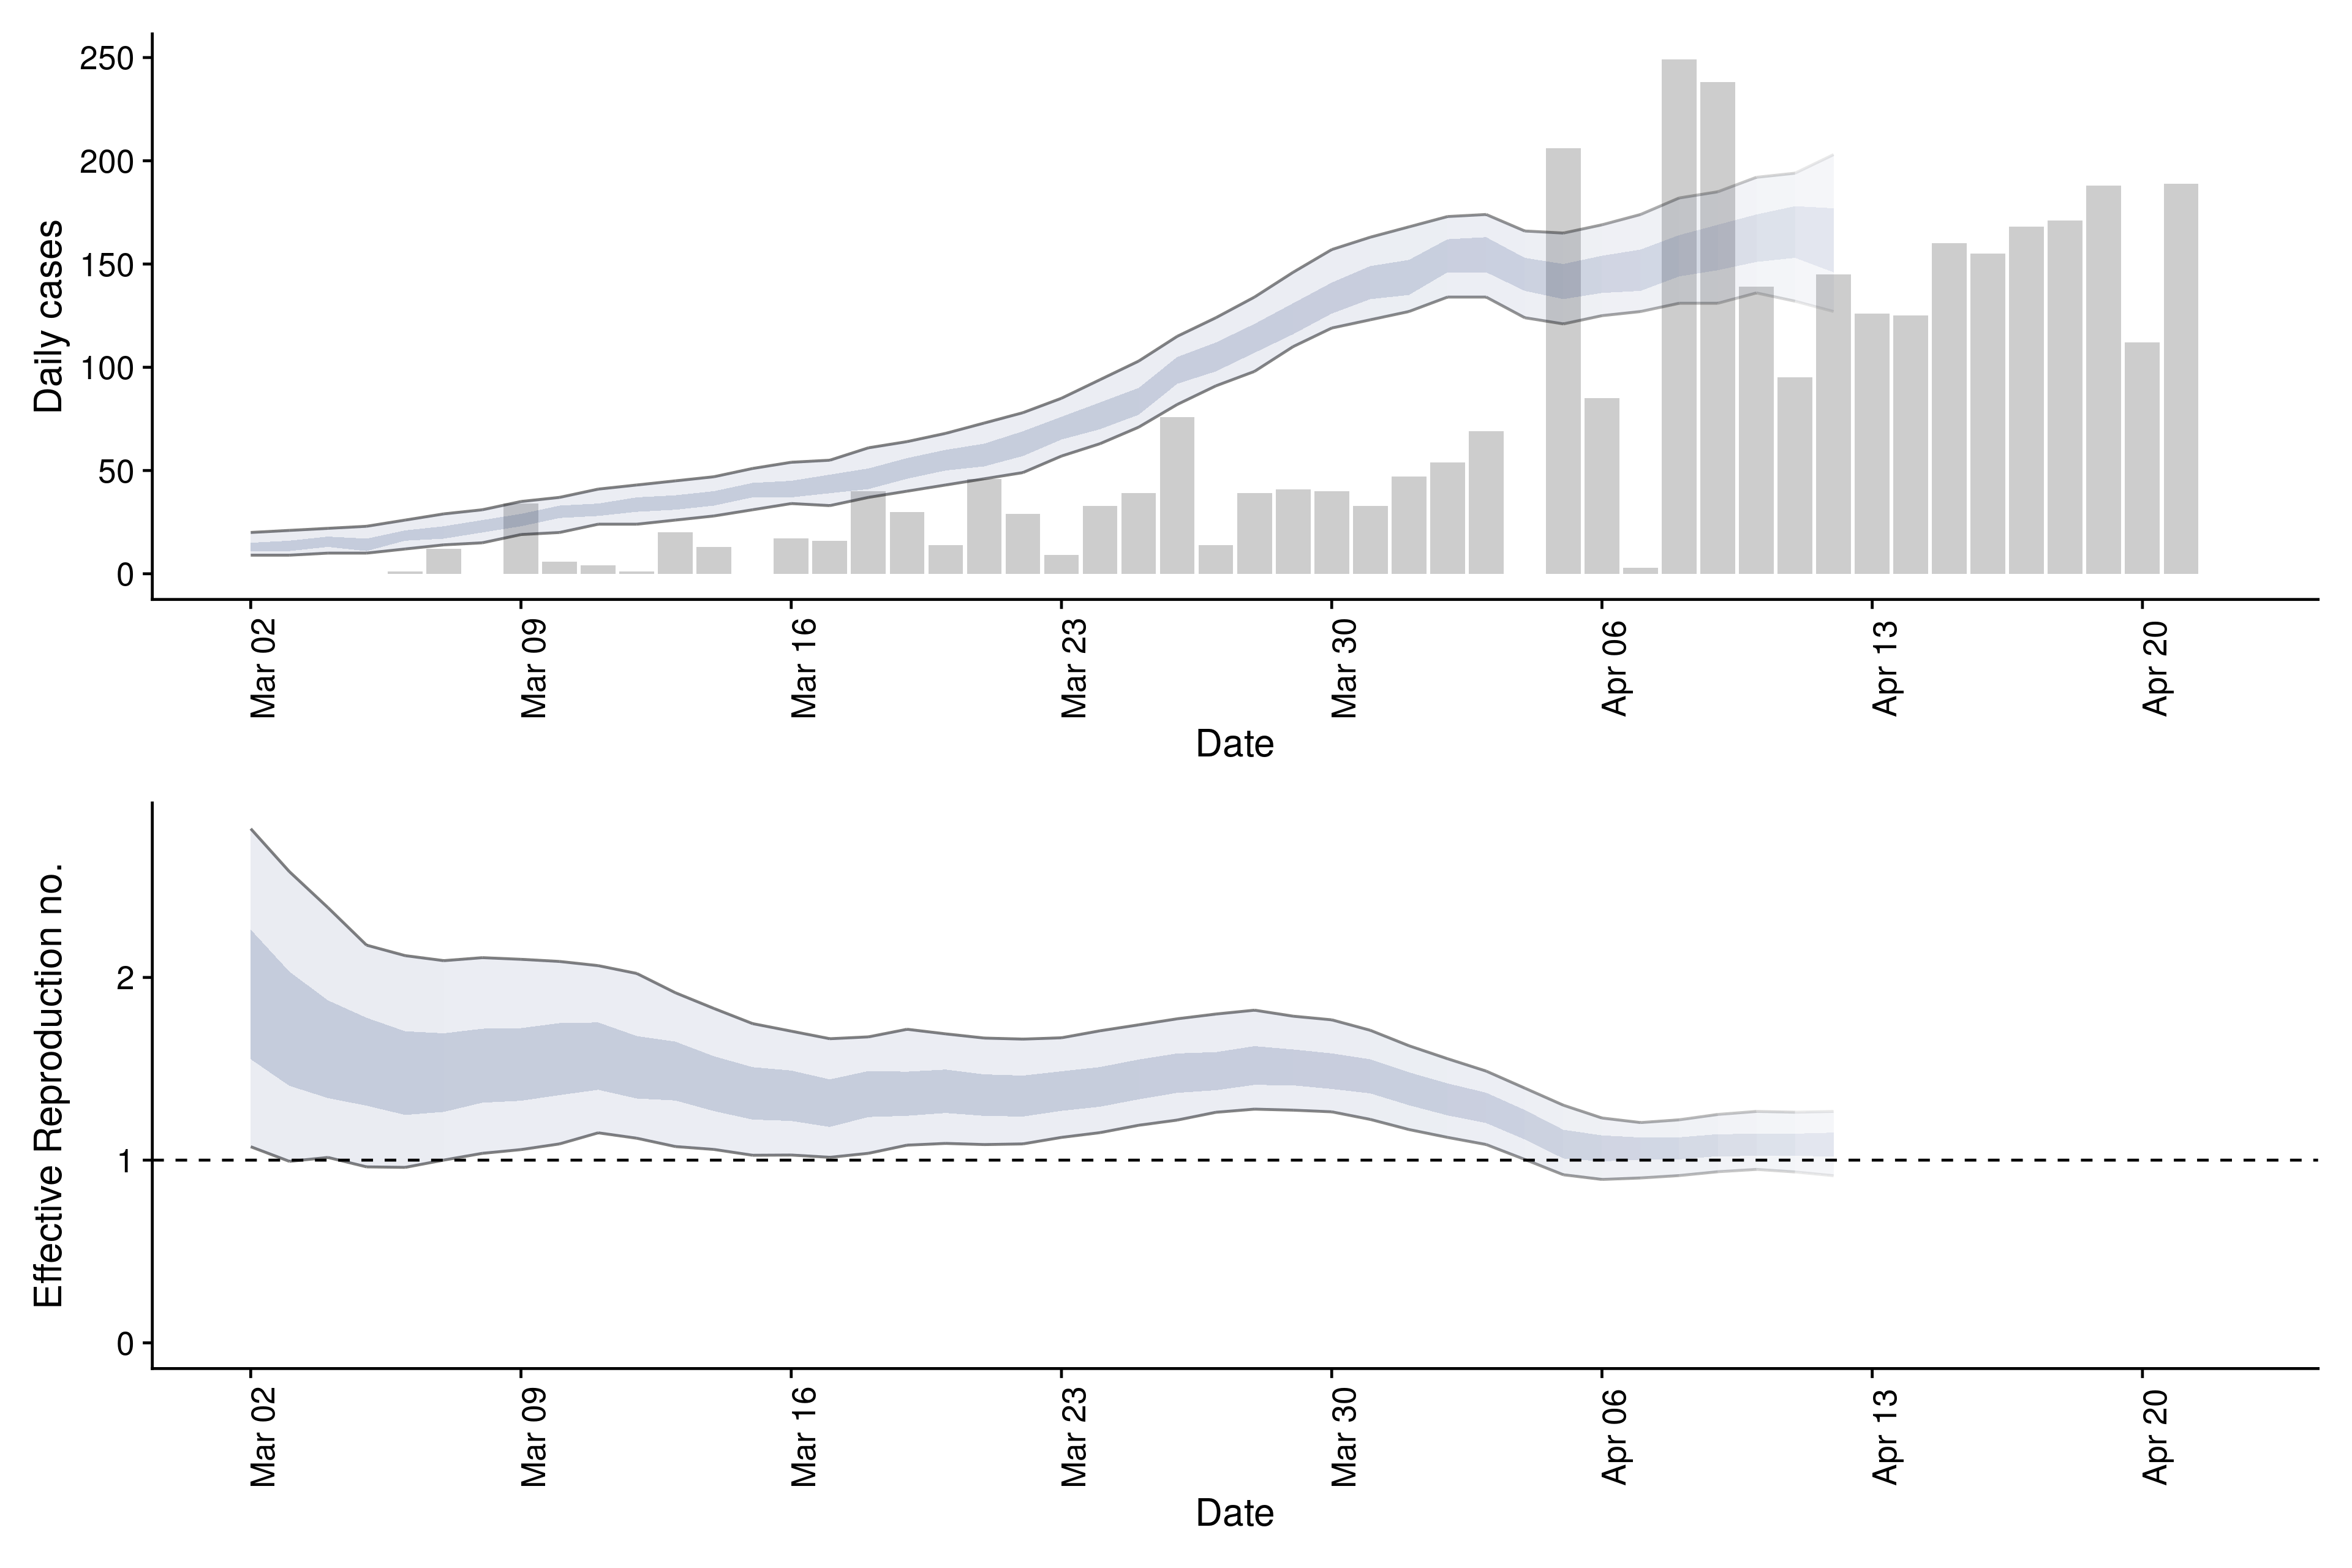 Daily cases
250
200
150
100
50
0
Mar 02
Mar 09
Mar 16
Mar 23
Mar 30
Apr 06
Apr 13
Apr 20
Date
Effective Reproduction no.
2
1
0
Mar 02
Mar 09
Mar 16
Mar 23
Mar 30
Apr 06
Apr 13
Apr 20
Date